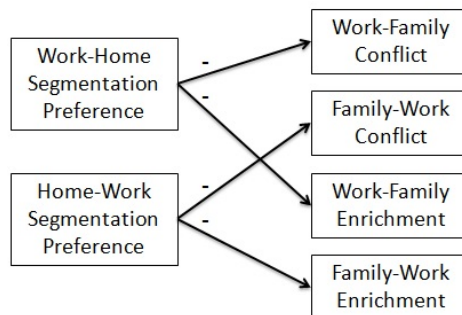 Work-Home
Segmentation
Preference
Home-Work
Segmentation
Preference
-
-
-
-
Work-Family
Conflict
Family-Work
Conflict
Work-Family
Enrichment
Family-Work
Enrichment